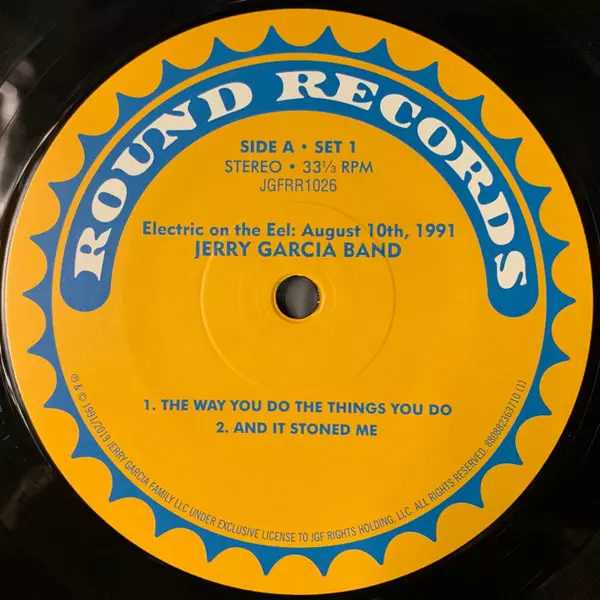 ROUND RECORDS
SIDE A • SET 1
STEREO • 33⅓ RPM
JGFRR1026
Electric on the Eel: August 10th, 1991
JERRY GARCIA BAND
1. THE WAY YOU DO THE THINGS YOU DO
2. AND IT STONED ME
℗ & © 1991/2019 JERRY GARCIA FAMILY LLC UNDER EXCLUSIVE LICENSE TO JGF RIGHTS HOLDING, LLC. ALL RIGHTS RESERVED. 880882363710 (1)